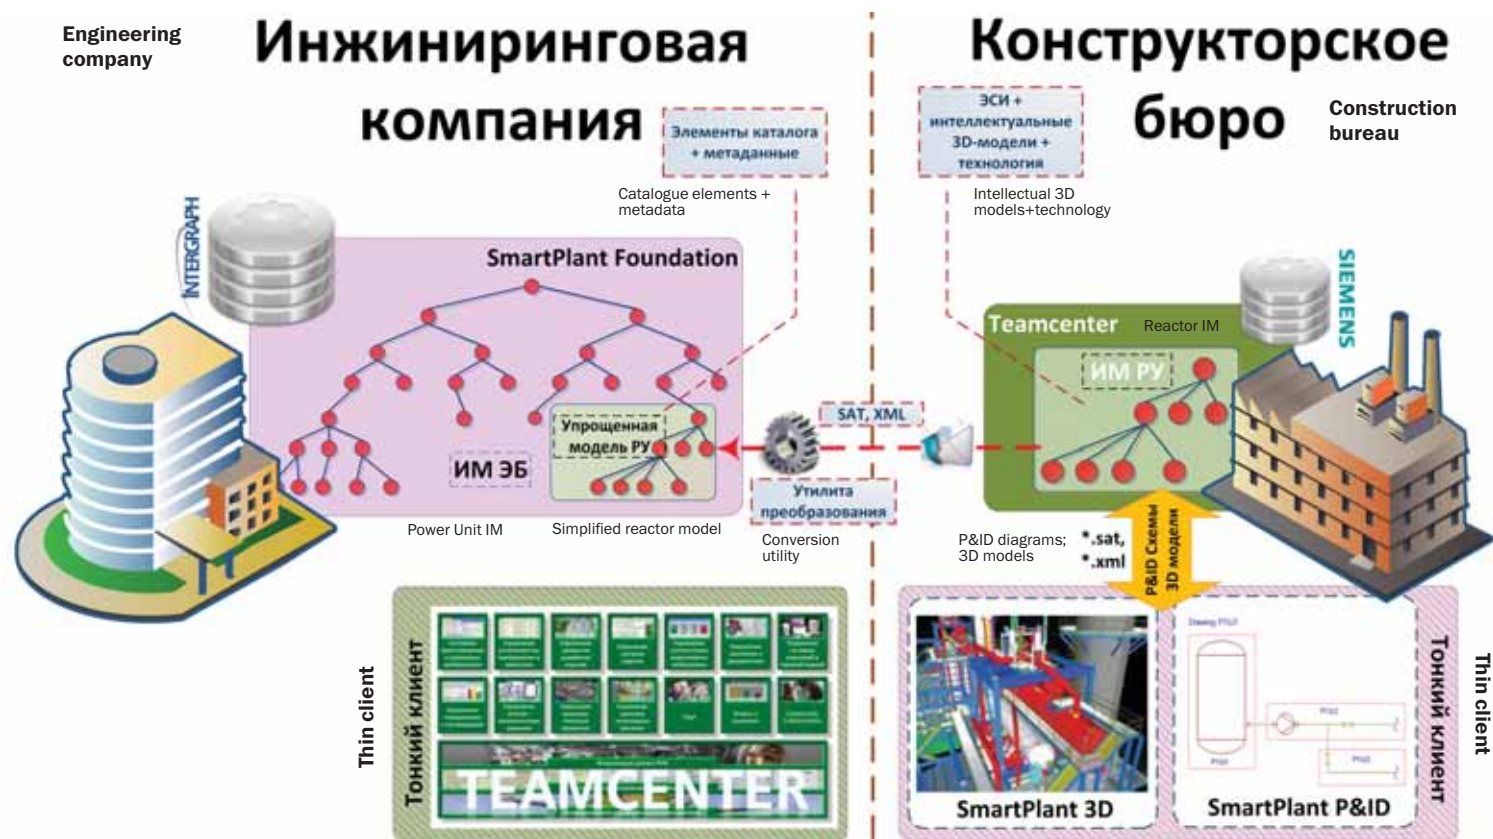 Engineering
company
Инжиниринговая
компания
Конструкторское
бюро
Construction
bureau
Элементы каталога
+ метаданные
Catalogue elements +
metadata
ЭСИ +
интеллектуальные
3D-модели +
технология
Intellectual 3D
models+technology
INTERGRAPH
SmartPlant Foundation
Упрощенная
модель РУ
ИМ ЭБ
Power Unit IM
Simplified reactor model
SAT, XML
Утилита
преобразования
Conversion
utility
SIEMENS
Teamcenter
Reactor IM
ИМ РУ
P&ID diagrams;
3D models
*.sat,
*.xml
P&ID Схемы
3D модели
Thin client
Тонкий клиент
TEAMCENTER
SmartPlant 3D
SmartPlant P&ID
Тонкий клиент
Thin client